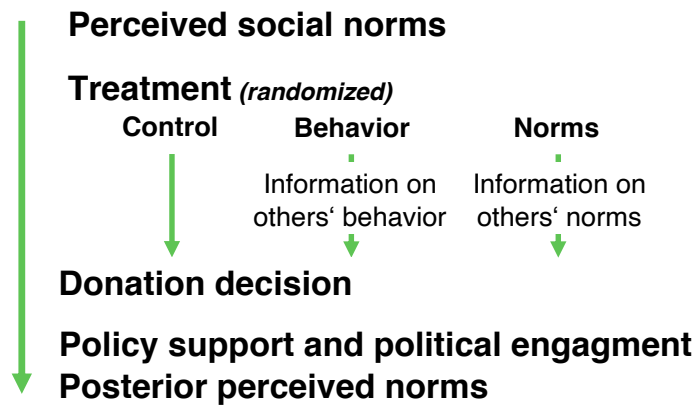 Perceived social norms
Treatment (randomized)
Control Behavior Norms
Information on Information on
others‘ behavior others‘ norms
Donation decision
Policy support and political engagment
Posterior perceived norms